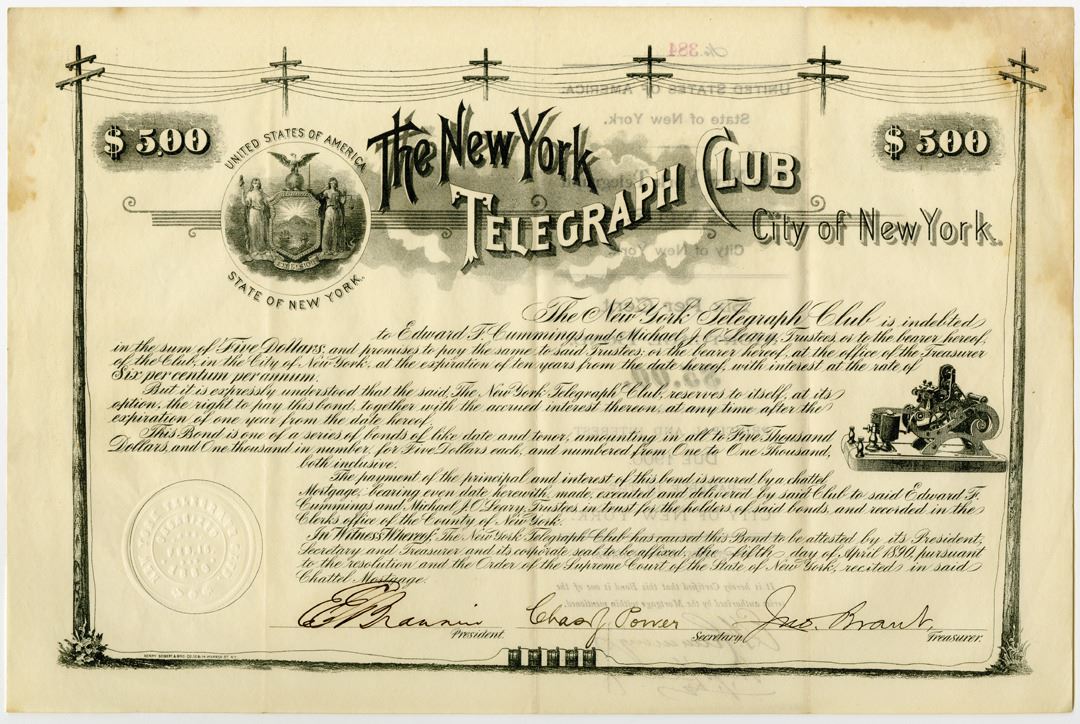 $ 5.00
UNITED STATES OF AMERICA
STATE OF NEW YORK.
The New York
TELEGRAPH CLUB
City of New York.
$ 5.00
The New York Telegraph Club is indebted
to Edward F. Cummings and Michael J. O'Leary, Trustees, or to the bearer hereof,
in the sum of Five Dollars, and promises to pay the same to said Trustees, or the bearer hereof, at the office of the Treasurer
of the Club, in the City of New York, at the expiration of ten years from the date hereof, with interest at the rate of
Six per centum per annum.
But it is expressly understood that the said, The New York Telegraph Club, reserves to itself, at its
option, the right to pay this bond, together with the accrued interest thereon, at any time after the
expiration of one year from the date hereof.
This Bond is one of a series of bonds of like date and tenor, amounting in all to Five Thousand
Dollars, and One thousand in number, for Five Dollars each, and numbered from One to One Thousand,
both inclusive.
The payment of the principal and interest of this bond is secured by a chattel
Mortgage, bearing even date herewith, made, executed and delivered by said Club to said Edward F.
Cummings and Michael J. O'Leary, Trustees in trust for the holders of said bonds, and recorded in the
Clerks office of the County of New York.
In Witness Whereof, The New York Telegraph Club has caused this Bond to be attested by its President,
Secretary and Treasurer and its corporate seal to be affixed, the fifth day of April 1890, pursuant
to the resolution and the Order of the Supreme Court of the State of New York, recited in said
Chattel Mortgage.
Chas J Power
Jno. Brant,
President.
Secretary.
Treasurer.